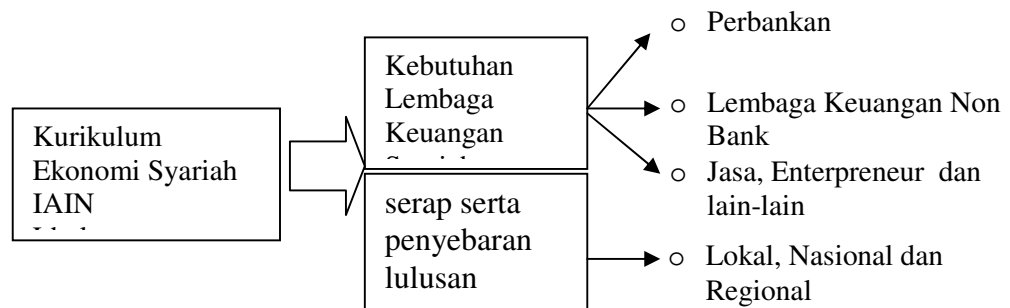 Kurikulum
Ekonomi Syariah
IAIN
Kebutuhan
Lembaga
Keuangan
serap serta
penyebaran
lulusan
Perbankan
Lembaga Keuangan Non
Bank
Jasa, Enterpreneur dan
lain-lain
Lokal, Nasional dan
Regional